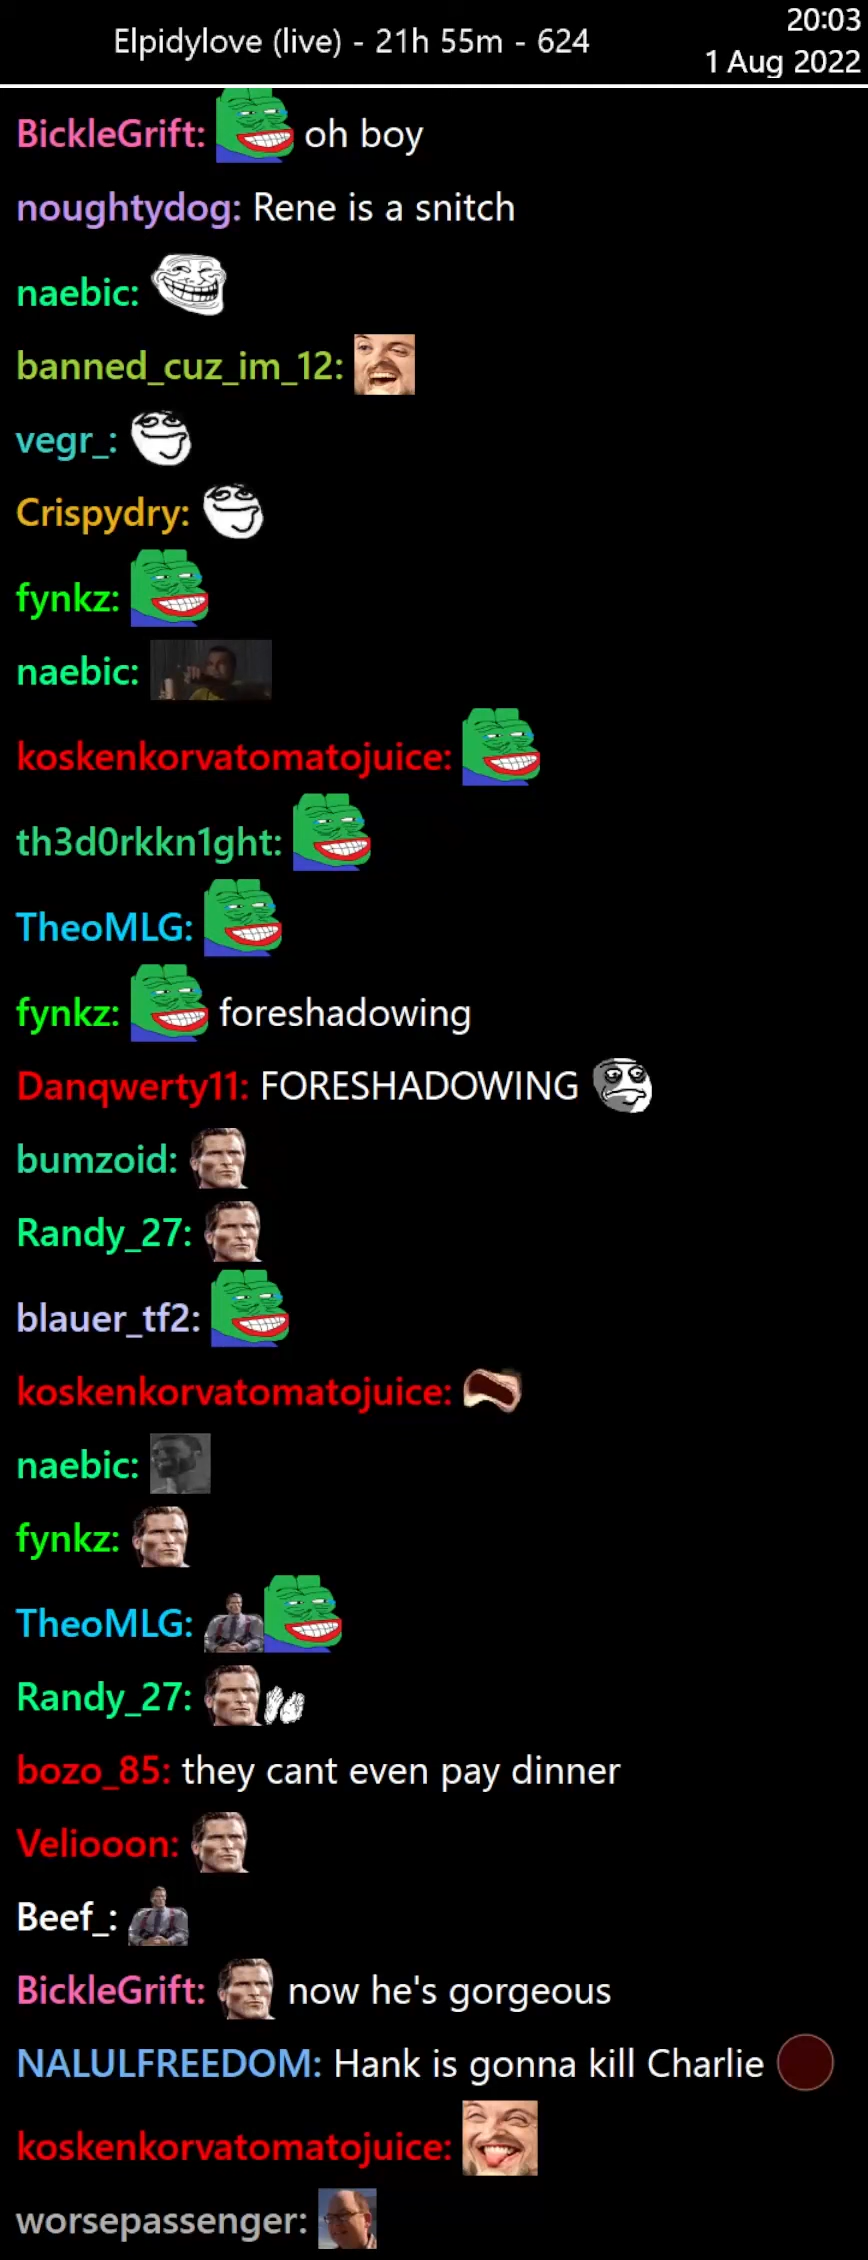 Elpidylove (live) - 21h 55m - 624
20:03
1 Aug 2022
BickleGrift: oh boy
noughtydog: Rene is a snitch
naebic:
banned_cuz_im_12:
vegr_:
Crispydry:
fynkz:
naebic:
koskenkorvatomatojuice:
th3d0rkkn1ght:
TheoMLG:
fynkz: foreshadowing
Danqwerty11: FORESHADOWING
bumzoid:
Randy_27:
blauer_tf2:
koskenkorvatomatojuice:
naebic:
fynkz:
TheoMLG:
Randy_27:
bozo_85: they cant even pay dinner
Veliooon:
Beef_:
BickleGrift: now he's gorgeous
NALULFREEDOM: Hank is gonna kill Charlie
koskenkorvatomatojuice:
worsepassenger: